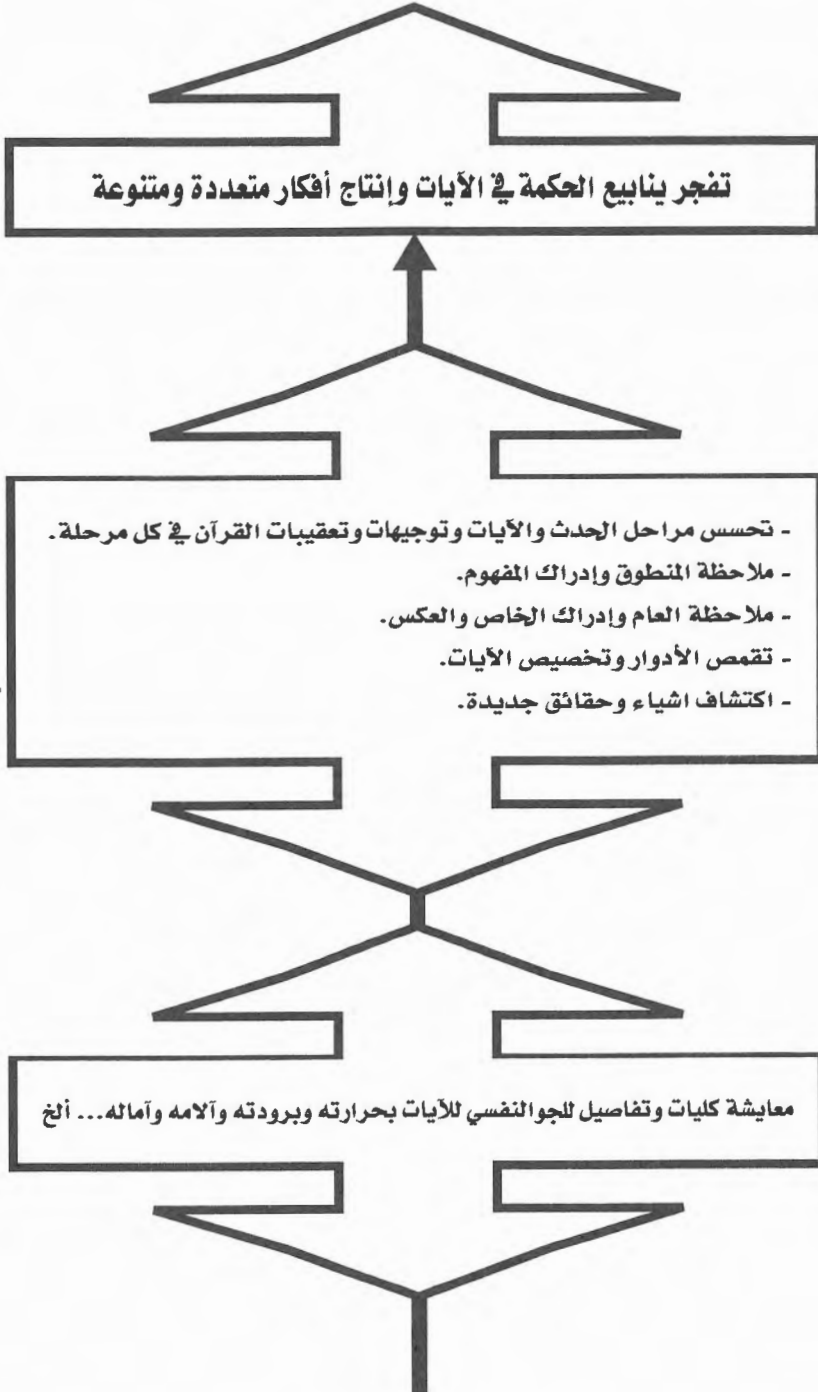 تفجر ينابيع الحكمة في الآيات وإنتاج أفكار متعددة ومتنوعة
- تحسس مراحل الحدث والآيات وتوجيهات وتعقيبات القرآن في كل مرحلة.
- ملاحظة المنطوق وإدراك المفهوم.
- ملاحظة العام وإدراك الخاص والعكس.
- تقمص الأدوار وتخصيص الآيات.
- اكتشاف اشياء وحقائق جديدة.
معايشة كليات وتفاصيل للجو النفسي للآيات بحرارته وبرودته وآلامه وآماله... ألخ